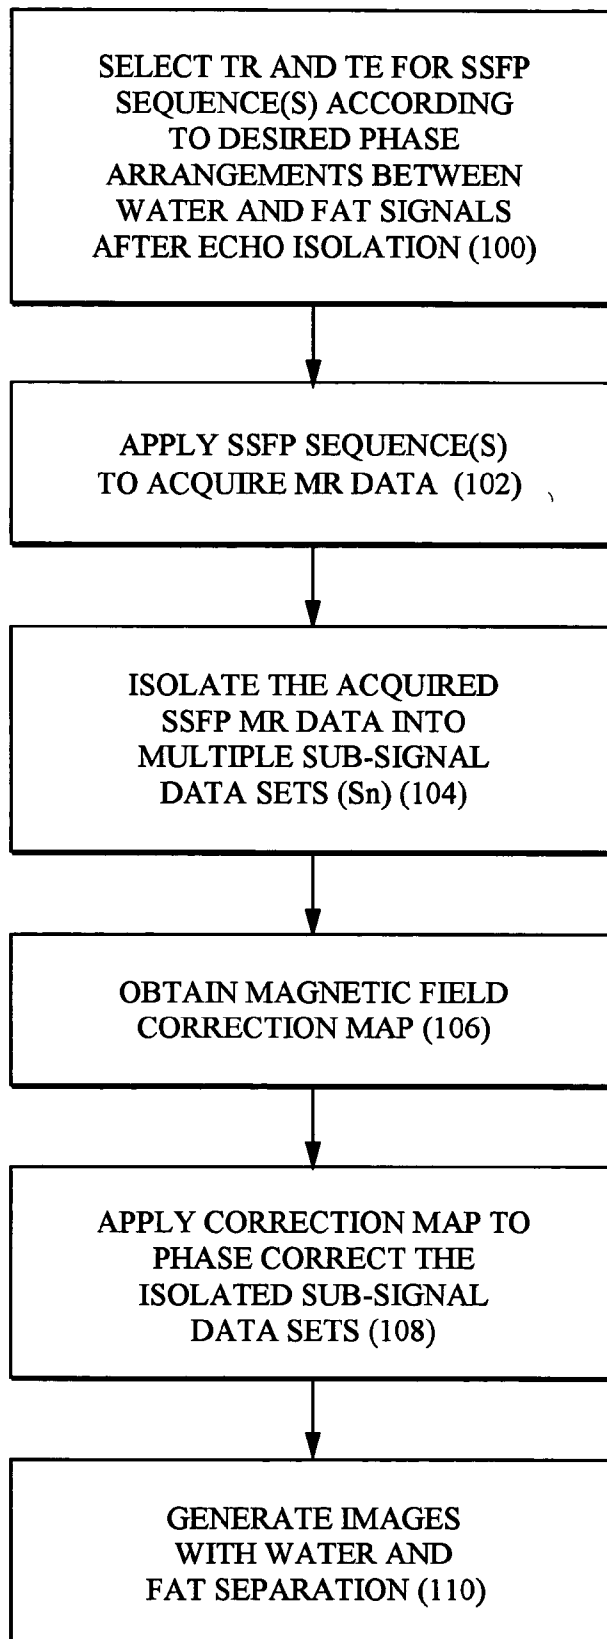 SELECT TR AND TE FOR SSFP
SEQUENCE(S) ACCORDING
TO DESIRED PHASE
ARRANGEMENTS BETWEEN
WATER AND FAT SIGNALS
AFTER ECHO ISOLATION (100)
APPLY SSFP SEQUENCE(S)
TO ACQUIRE MR DATA (102)
ISOLATE THE ACQUIRED
SSFP MR DATA INTO
MULTIPLE SUB-SIGNAL
DATA SETS (Sn) (104)
OBTAIN MAGNETIC FIELD
CORRECTION MAP (106)
APPLY CORRECTION MAP TO
PHASE CORRECT THE
ISOLATED SUB-SIGNAL
DATA SETS (108)
GENERATE IMAGES
WITH WATER AND
FAT SEPARATION (110)